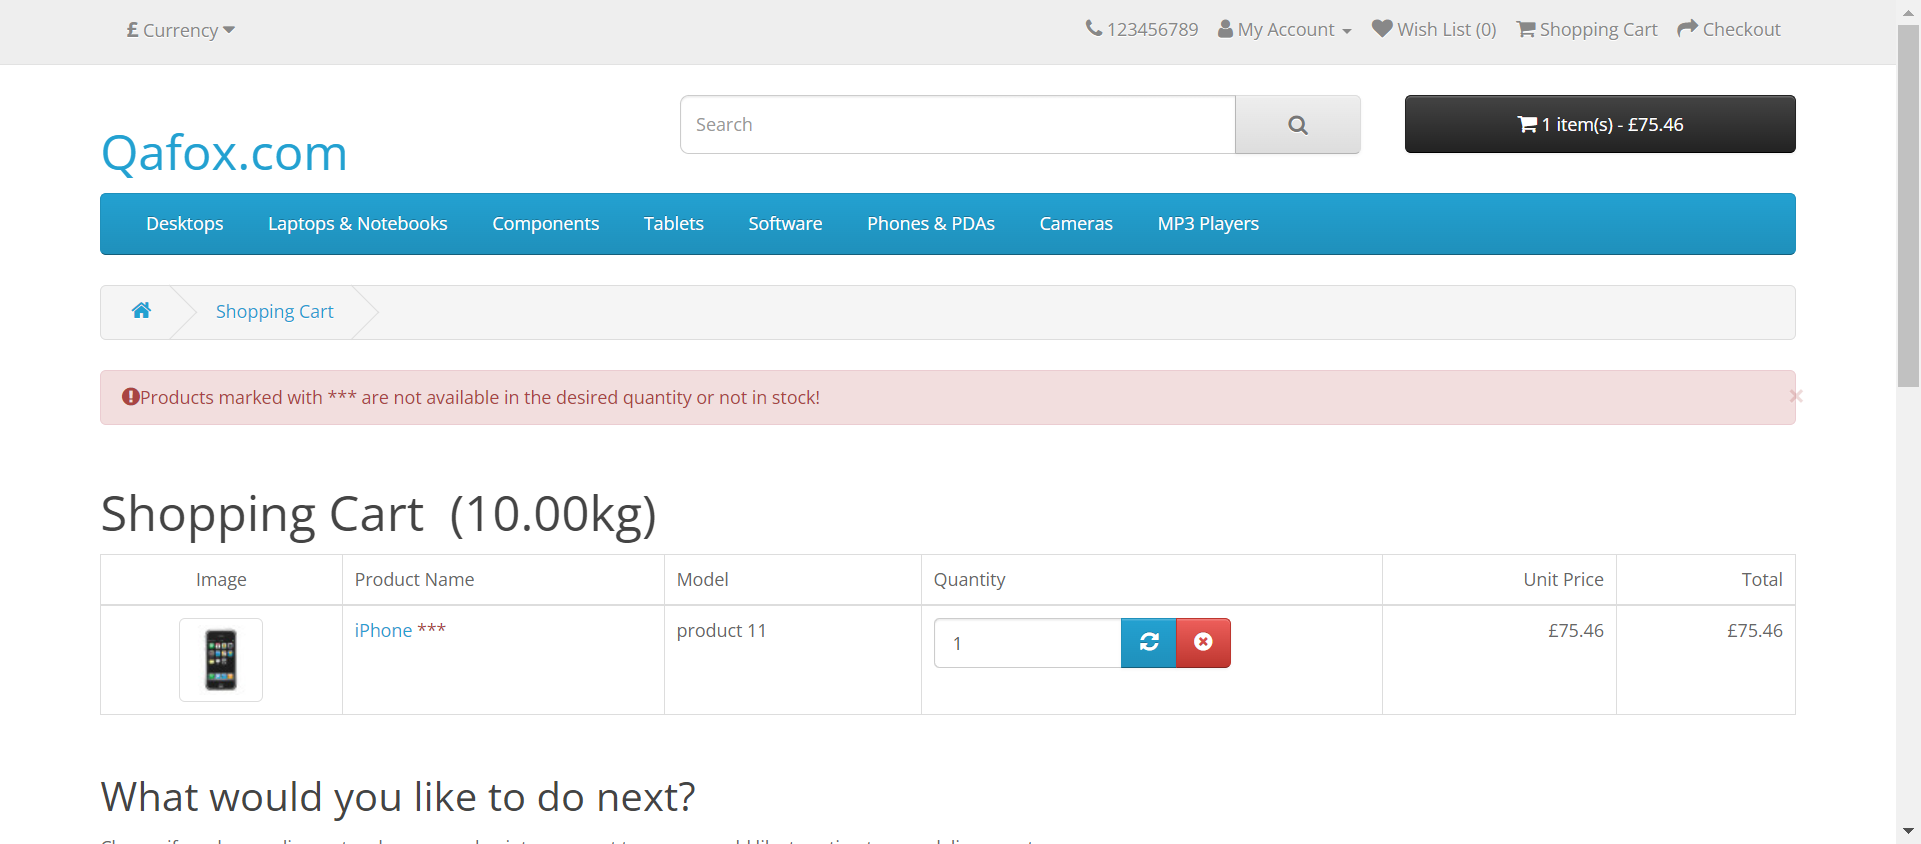 £ Currency
123456789 My Account Wish List (0) Shopping Cart Checkout
Qafox.com
Search
1 item(s) - £75.46
Desktops Laptops & Notebooks Components Tablets Software Phones & PDAs Cameras MP3 Players
Shopping Cart
Products marked with *** are not available in the desired quantity or not in stock!
Shopping Cart (10.00kg)
Image Product Name Model Quantity Unit Price Total
iPhone *** product 11 1 £75.46 £75.46
What would you like to do next?